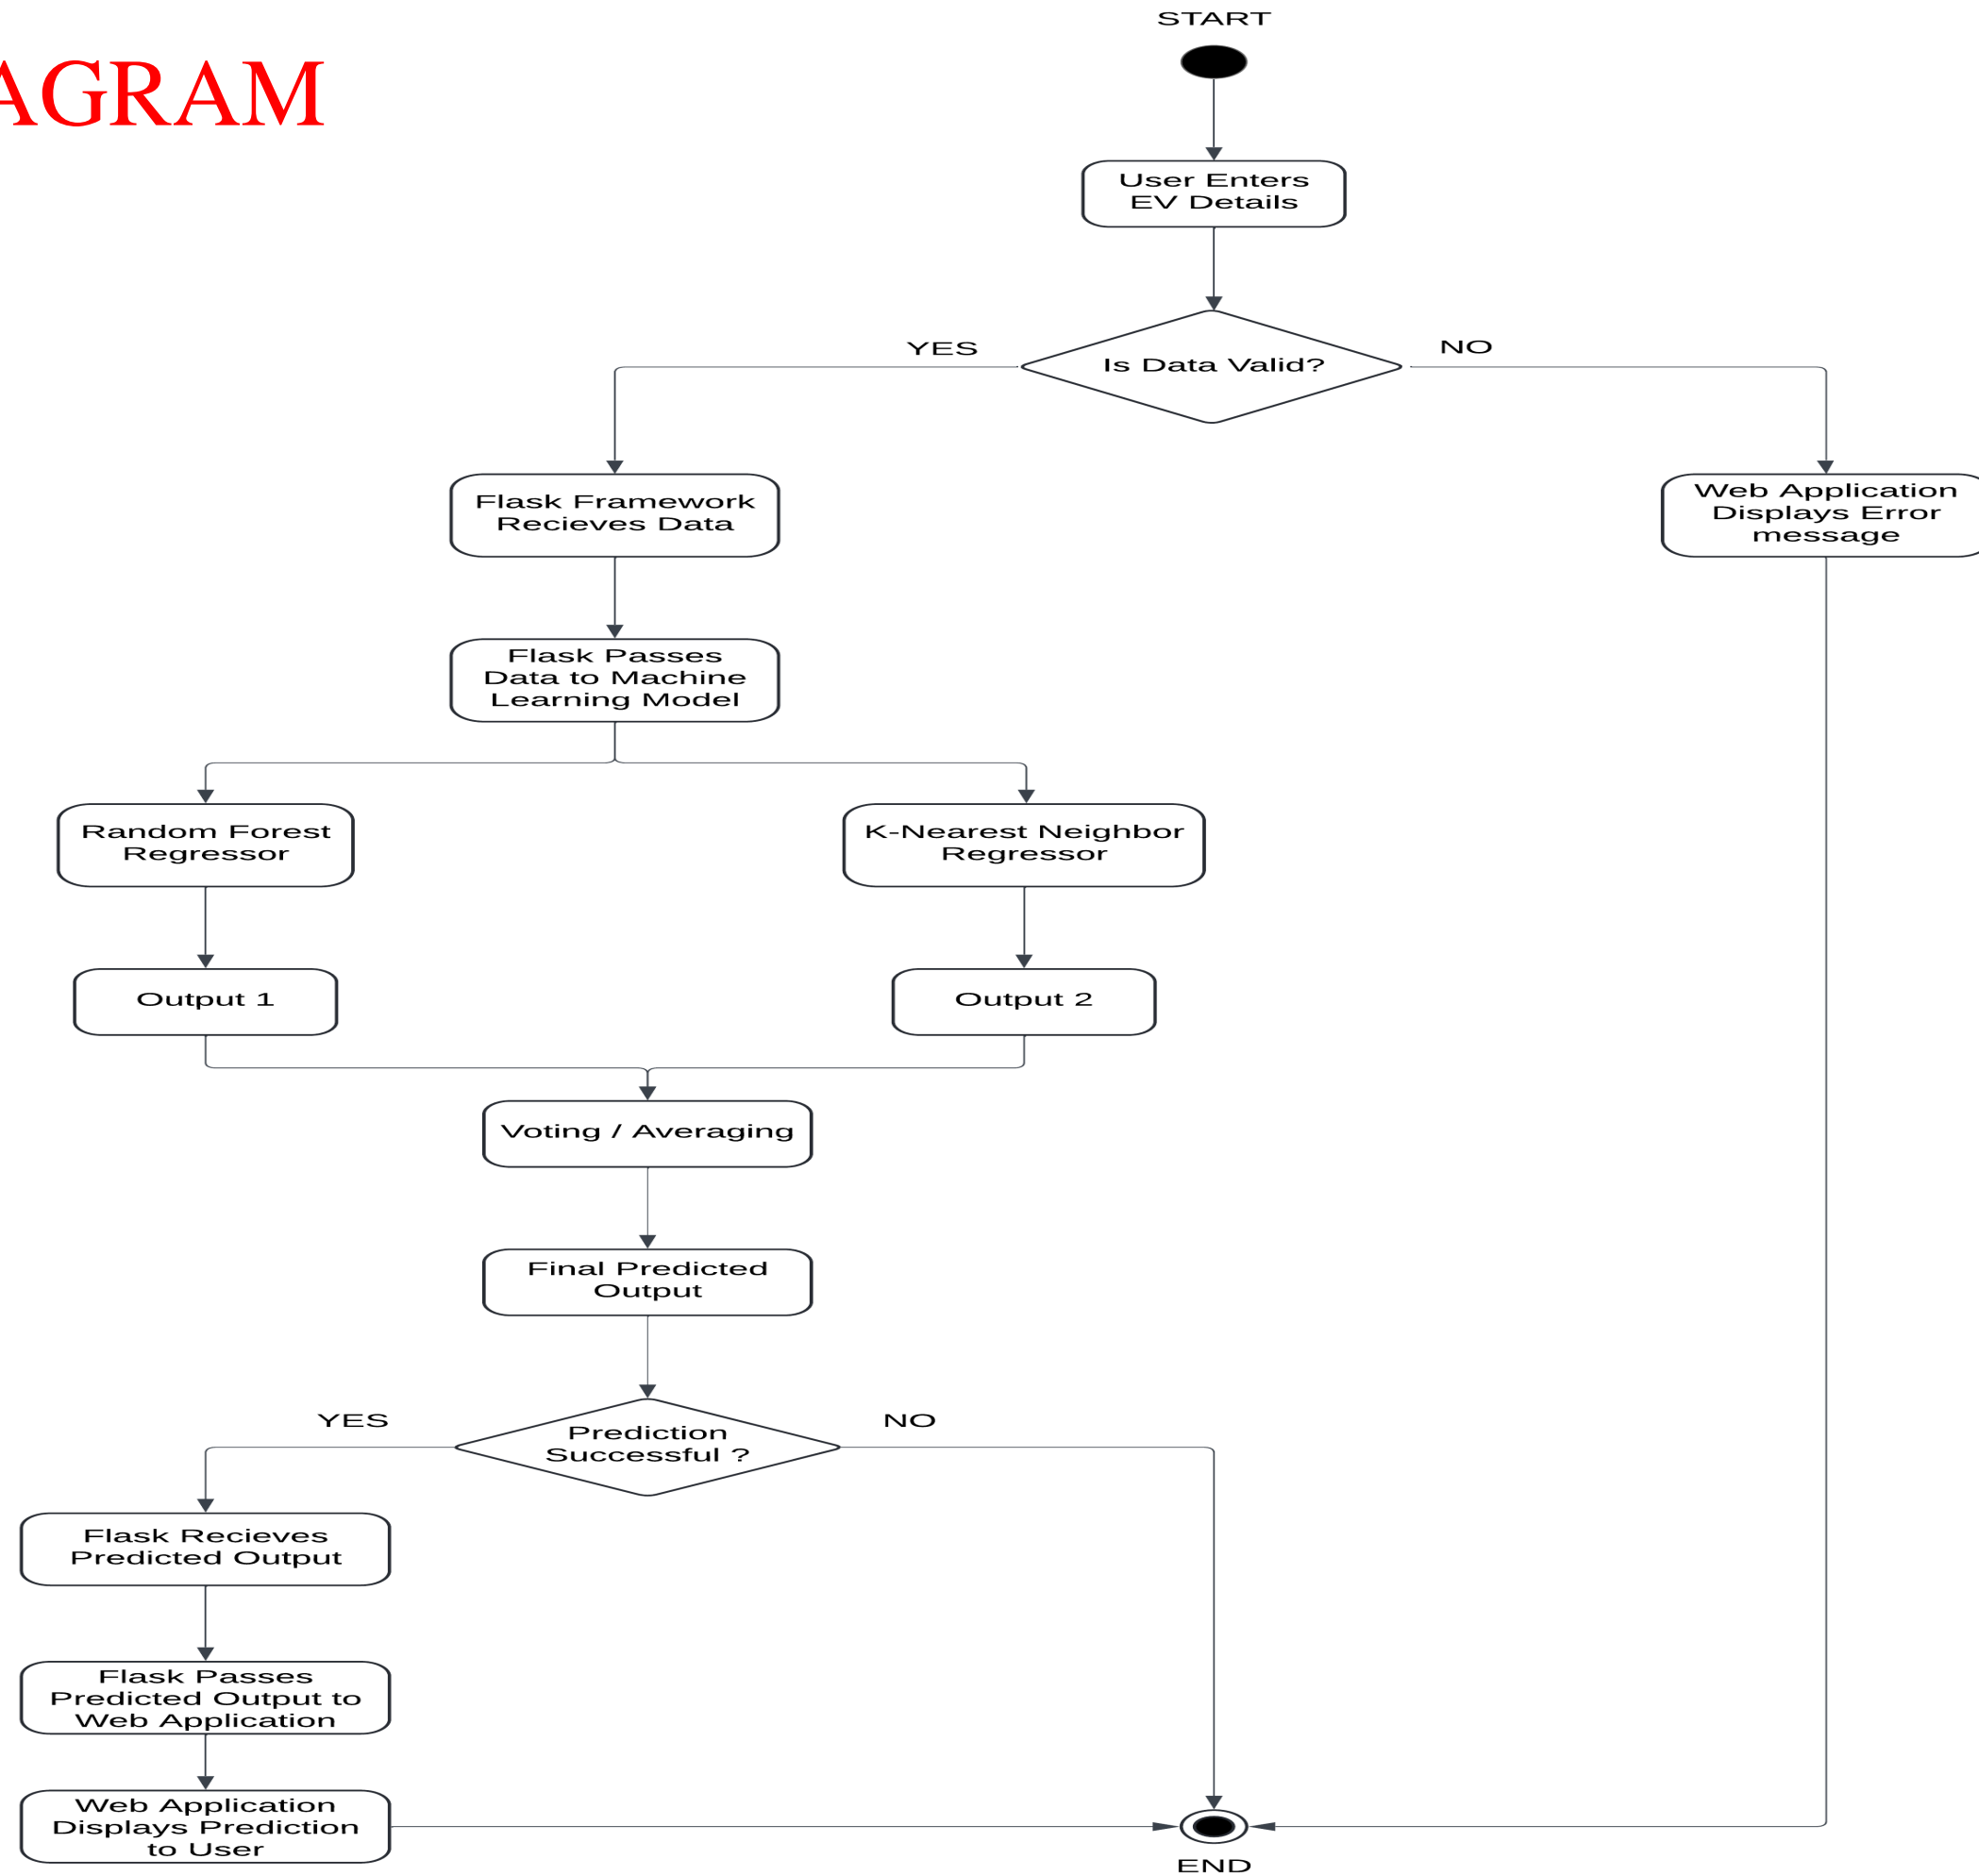 START
AGRAM
User Enters
EV Details
YES
Is Data Valid?
NO
Flask Framework
Recieves Data
Web Application
Displays Error
message
Flask Passes
Data to Machine
Learning Model
Random Forest
Regressor
K-Nearest Neighbor
Regressor
Output 1
Output 2
Voting / Averaging
Final Predicted
Output
YES
Prediction
Successful ?
NO
Flask Recieves
Predicted Output
Flask Passes
Predicted Output to
Web Application
Web Application
Displays Prediction
to User
END